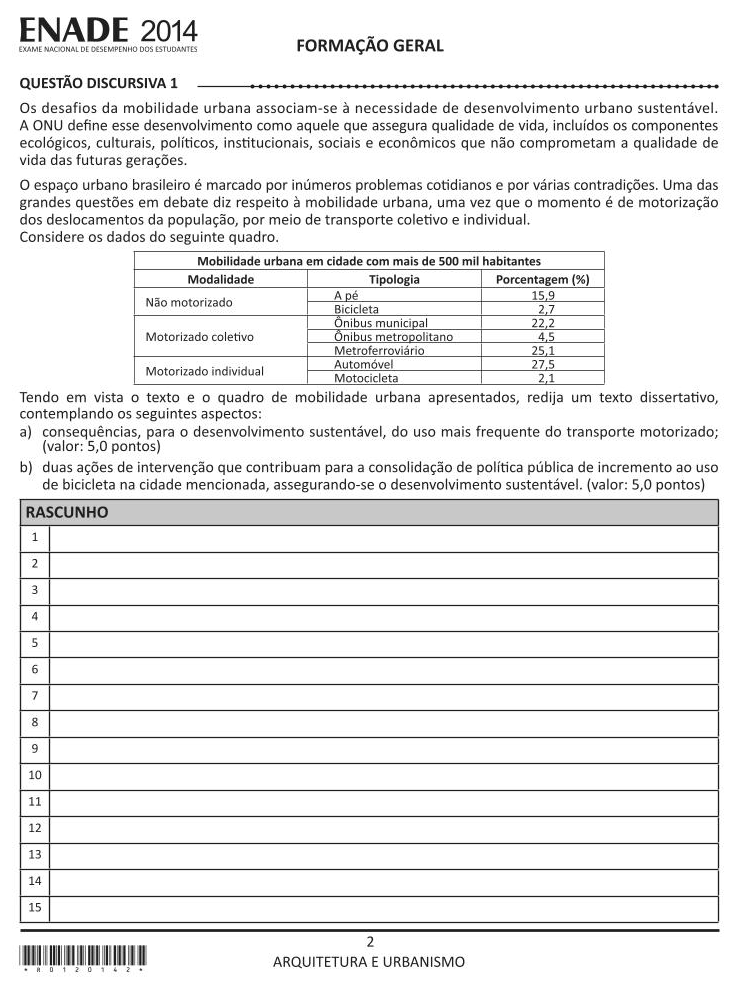 ENADE 2014
EXAME NACIONAL DE DESEMPENHO DOS ESTUDANTES
FORMAÇÃO GERAL
QUESTÃO DISCURSIVA 1
Os desafios da mobilidade urbana associam-se à necessidade de desenvolvimento urbano sustentável.
A ONU define esse desenvolvimento como aquele que assegura qualidade de vida, incluídos os componentes
ecológicos, culturais, políticos, institucionais, sociais e econômicos que não comprometam a qualidade de
vida das futuras gerações.
O espaço urbano brasileiro é marcado por inúmeros problemas cotidianos e por várias contradições. Uma das
grandes questões em debate diz respeito à mobilidade urbana, uma vez que o momento é de motorização
dos deslocamentos da população, por meio de transporte coletivo e individual.
Considere os dados do seguinte quadro.
Mobilidade urbana em cidade com mais de 500 mil habitantes
Modalidade Tipologia Porcentagem (%)
Não motorizado A pé 15,9
Bicicleta 2,7
Motorizado coletivo Ônibus municipal 22,2
Ônibus metropolitano 4,5
Metroferroviário 25,1
Motorizado individual Automóvel 27,5
Motocicleta 2,1
Tendo em vista o texto e o quadro de mobilidade urbana apresentados, redija um texto dissertativo,
contemplando os seguintes aspectos:
a) consequências, para o desenvolvimento sustentável, do uso mais frequente do transporte motorizado;
(valor: 5,0 pontos)
b) duas ações de intervenção que contribuam para a consolidação de política pública de incremento ao uso
de bicicleta na cidade mencionada, assegurando-se o desenvolvimento sustentável. (valor: 5,0 pontos)
RASCUNHO
1
2
3
4
5
6
7
8
9
10
11
12
13
14
15
2
ARQUITETURA E URBANISMO
*80120142*